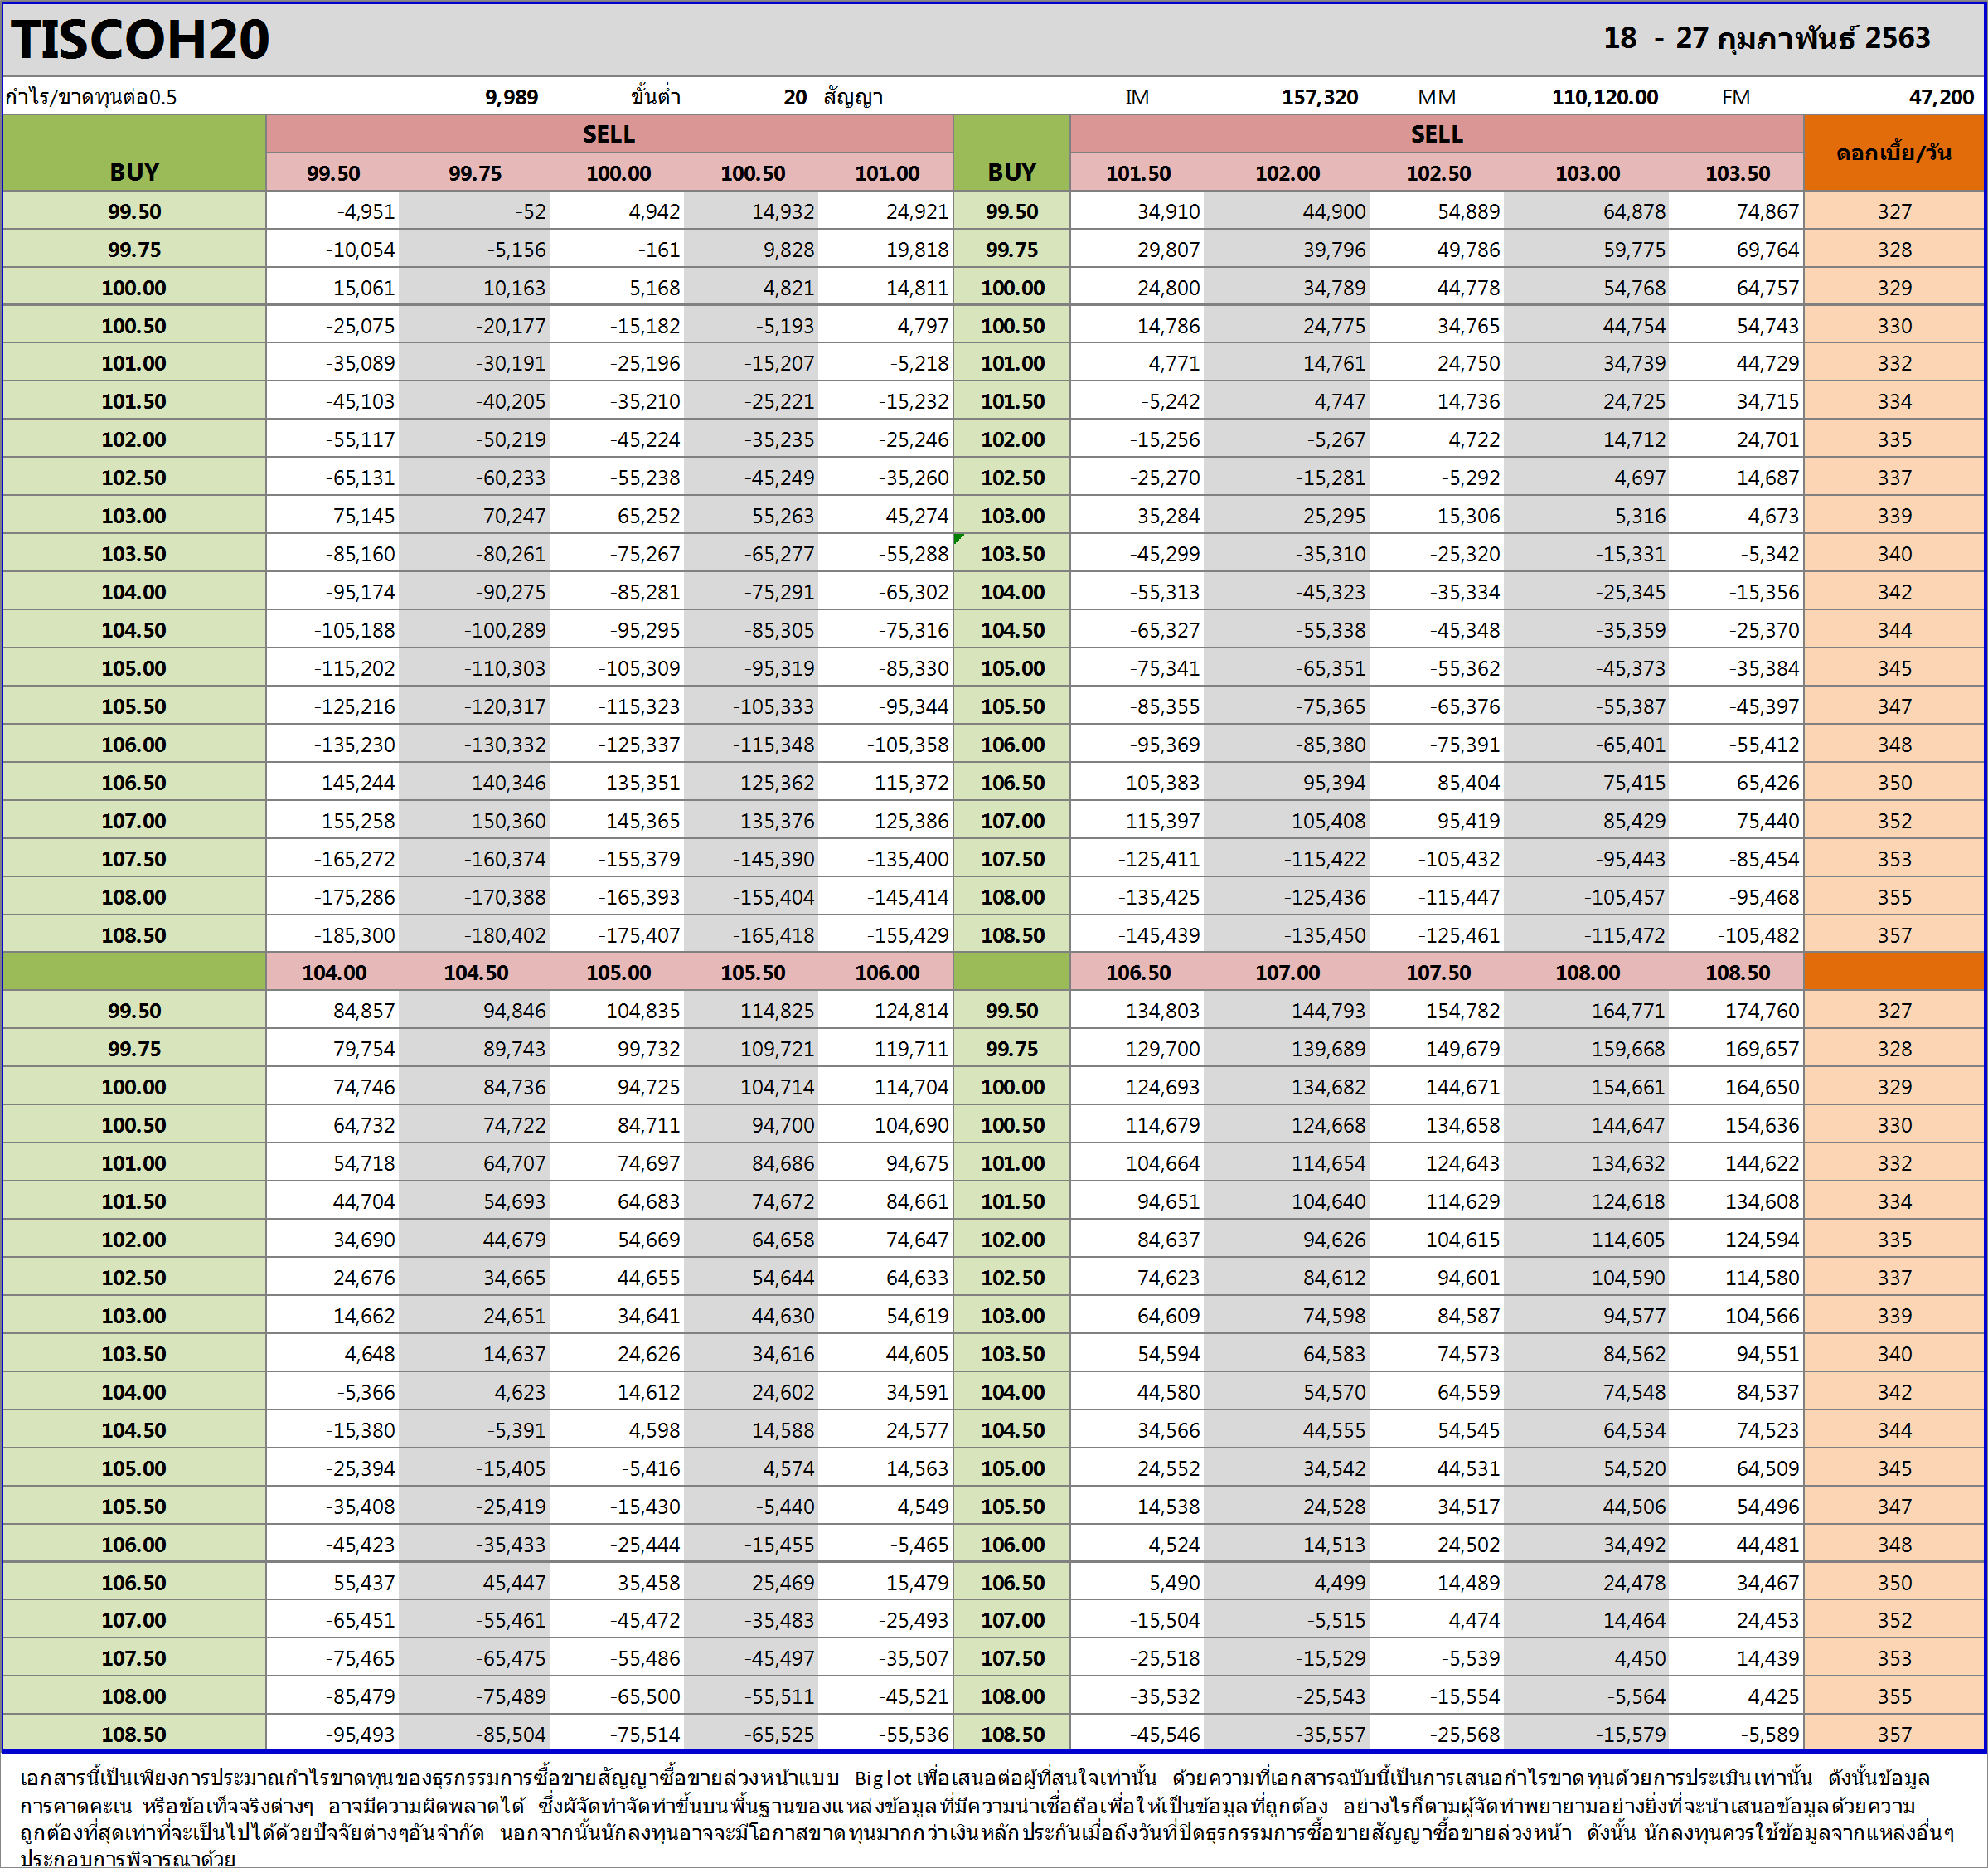 TISCOH20 18 - 27 กุมภาพันธ์ 2563
กำไร/ขาดทุนต่อ0.5 9,989 ขั้นต่ำ 20 สัญญา IM 157,320 MM 110,120.00 FM 47,200
SELL SELL
BUY 99.50 99.75 100.00 100.50 101.00 BUY 101.50 102.00 102.50 103.00 103.50 ดอกเบี้ย/วัน
99.50 -4,951 -52 4,942 14,932 24,921 99.50 34,910 44,900 54,889 64,878 74,867 327
99.75 -10,054 -5,156 -161 9,828 19,818 99.75 29,807 39,796 49,786 59,775 69,764 328
100.00 -15,061 -10,163 -5,168 4,821 14,811 100.00 24,800 34,789 44,778 54,768 64,757 329
100.50 -25,075 -20,177 -15,182 -5,193 4,797 100.50 14,786 24,775 34,765 44,754 54,743 330
101.00 -35,089 -30,191 -25,196 -15,207 -5,218 101.00 4,771 14,761 24,750 34,739 44,729 332
101.50 -45,103 -40,205 -35,210 -25,221 -15,232 101.50 -5,242 4,747 14,736 24,725 34,715 334
102.00 -55,117 -50,219 -45,224 -35,235 -25,246 102.00 -15,256 -5,267 4,722 14,712 24,701 335
102.50 -65,131 -60,233 -55,238 -45,249 -35,260 102.50 -25,270 -15,281 -5,292 4,697 14,687 337
103.00 -75,145 -70,247 -65,252 -55,263 -45,274 103.00 -35,284 -25,295 -15,306 -5,316 4,673 339
103.50 -85,160 -80,261 -75,267 -65,277 -55,288 103.50 -45,299 -35,310 -25,320 -15,331 -5,342 340
104.00 -95,174 -90,275 -85,281 -75,291 -65,302 104.00 -55,313 -45,323 -35,334 -25,345 -15,356 342
104.50 -105,188 -100,289 -95,295 -85,305 -75,316 104.50 -65,327 -55,338 -45,348 -35,359 -25,370 344
105.00 -115,202 -110,303 -105,309 -95,319 -85,330 105.00 -75,341 -65,351 -55,362 -45,373 -35,384 345
105.50 -125,216 -120,317 -115,323 -105,333 -95,344 105.50 -85,355 -75,365 -65,376 -55,387 -45,397 347
106.00 -135,230 -130,332 -125,337 -115,348 -105,358 106.00 -95,369 -85,380 -75,391 -65,401 -55,412 348
106.50 -145,244 -140,346 -135,351 -125,362 -115,372 106.50 -105,383 -95,394 -85,404 -75,415 -65,426 350
107.00 -155,258 -150,360 -145,365 -135,376 -125,386 107.00 -115,397 -105,408 -95,419 -85,429 -75,440 352
107.50 -165,272 -160,374 -155,379 -145,390 -135,400 107.50 -125,411 -115,422 -105,432 -95,443 -85,454 353
108.00 -175,286 -170,388 -165,393 -155,404 -145,414 108.00 -135,425 -125,436 -115,447 -105,457 -95,468 355
108.50 -185,300 -180,402 -175,407 -165,418 -155,429 108.50 -145,439 -135,450 -125,461 -115,472 -105,482 357
104.00 104.50 105.00 105.50 106.00 106.50 107.00 107.50 108.00 108.50
99.50 84,857 94,846 104,835 114,825 124,814 99.50 134,803 144,793 154,782 164,771 174,760 327
99.75 79,754 89,743 99,732 109,721 119,711 99.75 129,700 139,689 149,679 159,668 169,657 328
100.00 74,746 84,736 94,725 104,714 114,704 100.00 124,693 134,682 144,671 154,661 164,650 329
100.50 64,732 74,722 84,711 94,700 104,690 100.50 114,679 124,668 134,658 144,647 154,636 330
101.00 54,718 64,707 74,697 84,686 94,675 101.00 104,664 114,654 124,643 134,632 144,622 332
101.50 44,704 54,693 64,683 74,672 84,661 101.50 94,651 104,640 114,629 124,618 134,608 334
102.00 34,690 44,679 54,669 64,658 74,647 102.00 84,637 94,626 104,615 114,605 124,594 335
102.50 24,676 34,665 44,655 54,644 64,633 102.50 74,623 84,612 94,601 104,590 114,580 337
103.00 14,662 24,651 34,641 44,630 54,619 103.00 64,609 74,598 84,587 94,577 104,566 339
103.50 4,648 14,637 24,626 34,616 44,605 103.50 54,594 64,583 74,573 84,562 94,551 340
104.00 -5,366 4,623 14,612 24,602 34,591 104.00 44,580 54,570 64,559 74,548 84,537 342
104.50 -15,380 -5,391 4,598 14,588 24,577 104.50 34,566 44,555 54,545 64,534 74,523 344
105.00 -25,394 -15,405 -5,416 4,574 14,563 105.00 24,552 34,542 44,531 54,520 64,509 345
105.50 -35,408 -25,419 -15,430 -5,440 4,549 105.50 14,538 24,528 34,517 44,506 54,496 347
106.00 -45,423 -35,433 -25,444 -15,455 -5,465 106.00 4,524 14,513 24,502 34,492 44,481 348
106.50 -55,437 -45,447 -35,458 -25,469 -15,479 106.50 -5,490 4,499 14,489 24,478 34,467 350
107.00 -65,451 -55,461 -45,472 -35,483 -25,493 107.00 -15,504 -5,515 4,474 14,464 24,453 352
107.50 -75,465 -65,475 -55,486 -45,497 -35,507 107.50 -25,518 -15,529 -5,539 4,450 14,439 353
108.00 -85,479 -75,489 -65,500 -55,511 -45,521 108.00 -35,532 -25,543 -15,554 -5,564 4,425 355
108.50 -95,493 -85,504 -75,514 -65,525 -55,536 108.50 -45,546 -35,557 -25,568 -15,579 -5,589 357
เอกสารนี้เป็นเพียงการประมาณกำไรขาดทุนของธุรกรรมการซื้อขายสัญญาซื้อขายล่วงหน้าแบบ Big lot เพื่อเสนอต่อผู้ที่สนใจเท่านั้น ด้วยความที่เอกสารฉบับนี้เป็นการเสนอกำไรขาดทุนด้วยการประเมินเท่านั้น ดังนั้นข้อมูล
การคาดคะเน หรือข้อเท็จจริงต่างๆ อาจมีความผิดพลาดได้ ซึ่งผัจัดทำจัดทำขึ้นบนพื้นฐานของแหล่งข้อมูลที่มีความน่าเชื่อถือเพื่อให้เป็นข้อมูลที่ถูกต้อง อย่างไรก็ตามผู้จัดทำพยายามอย่างยิ่งที่จะนำเสนอข้อมูลด้วยความ
ถูกต้องที่สุดเท่าที่จะเป็นไปได้ด้วยปัจจัยต่างๆอันจำกัด นอกจากนั้นนักลงทุนอาจจะมีโอกาสขาดทุนมากกว่าเงินหลักประกันเมื่อถึงวันที่ปิดธุรกรรมการซื้อขายสัญญาซื้อขายล่วงหน้า ดังนั้น นักลงทุนควรใช้ข้อมูลจากแหล่งอื่นๆ
ประกอบการพิจารณาด้วย